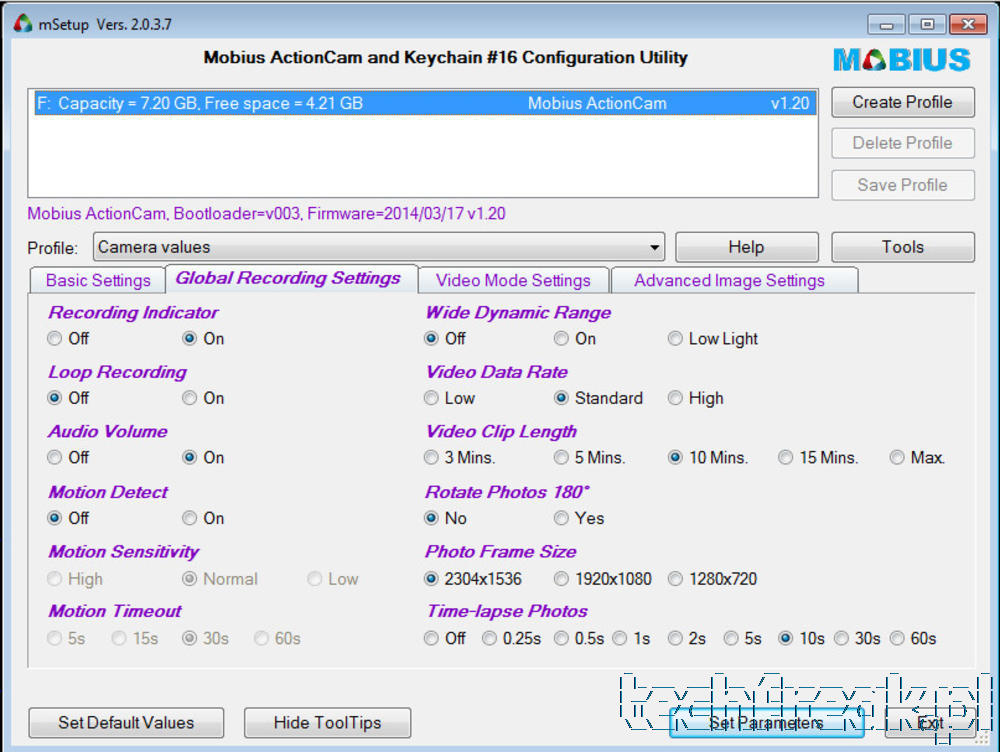 mSetup Vers. 2.0.3.7
Mobius ActionCam and Keychain #16 Configuration Utility
MOBIUS
F: Capacity = 7.20 GB, Free space = 4.21 GB Mobius ActionCam v1.20
Create Profile
Delete Profile
Save Profile
Mobius ActionCam, Bootloader=v003, Firmware=2014/03/17 v1.20
Profile: Camera values Help Tools
Basic Settings Global Recording Settings Video Mode Settings Advanced Image Settings
Recording Indicator
Off On
Loop Recording
Off On
Audio Volume
Off On
Motion Detect
Off On
Motion Sensitivity
High Normal Low
Motion Timeout
5s 15s 30s 60s
Wide Dynamic Range
Off On Low Light
Video Data Rate
Low Standard High
Video Clip Length
3 Mins. 5 Mins. 10 Mins. 15 Mins. Max.
Rotate Photos 180°
No Yes
Photo Frame Size
2304x1536 1920x1080 1280x720
Time-lapse Photos
Off 0.25s 0.5s 1s 2s 5s 10s 30s 60s
techfreak.pl
Set Default Values Hide ToolTips Set Parameters Exit